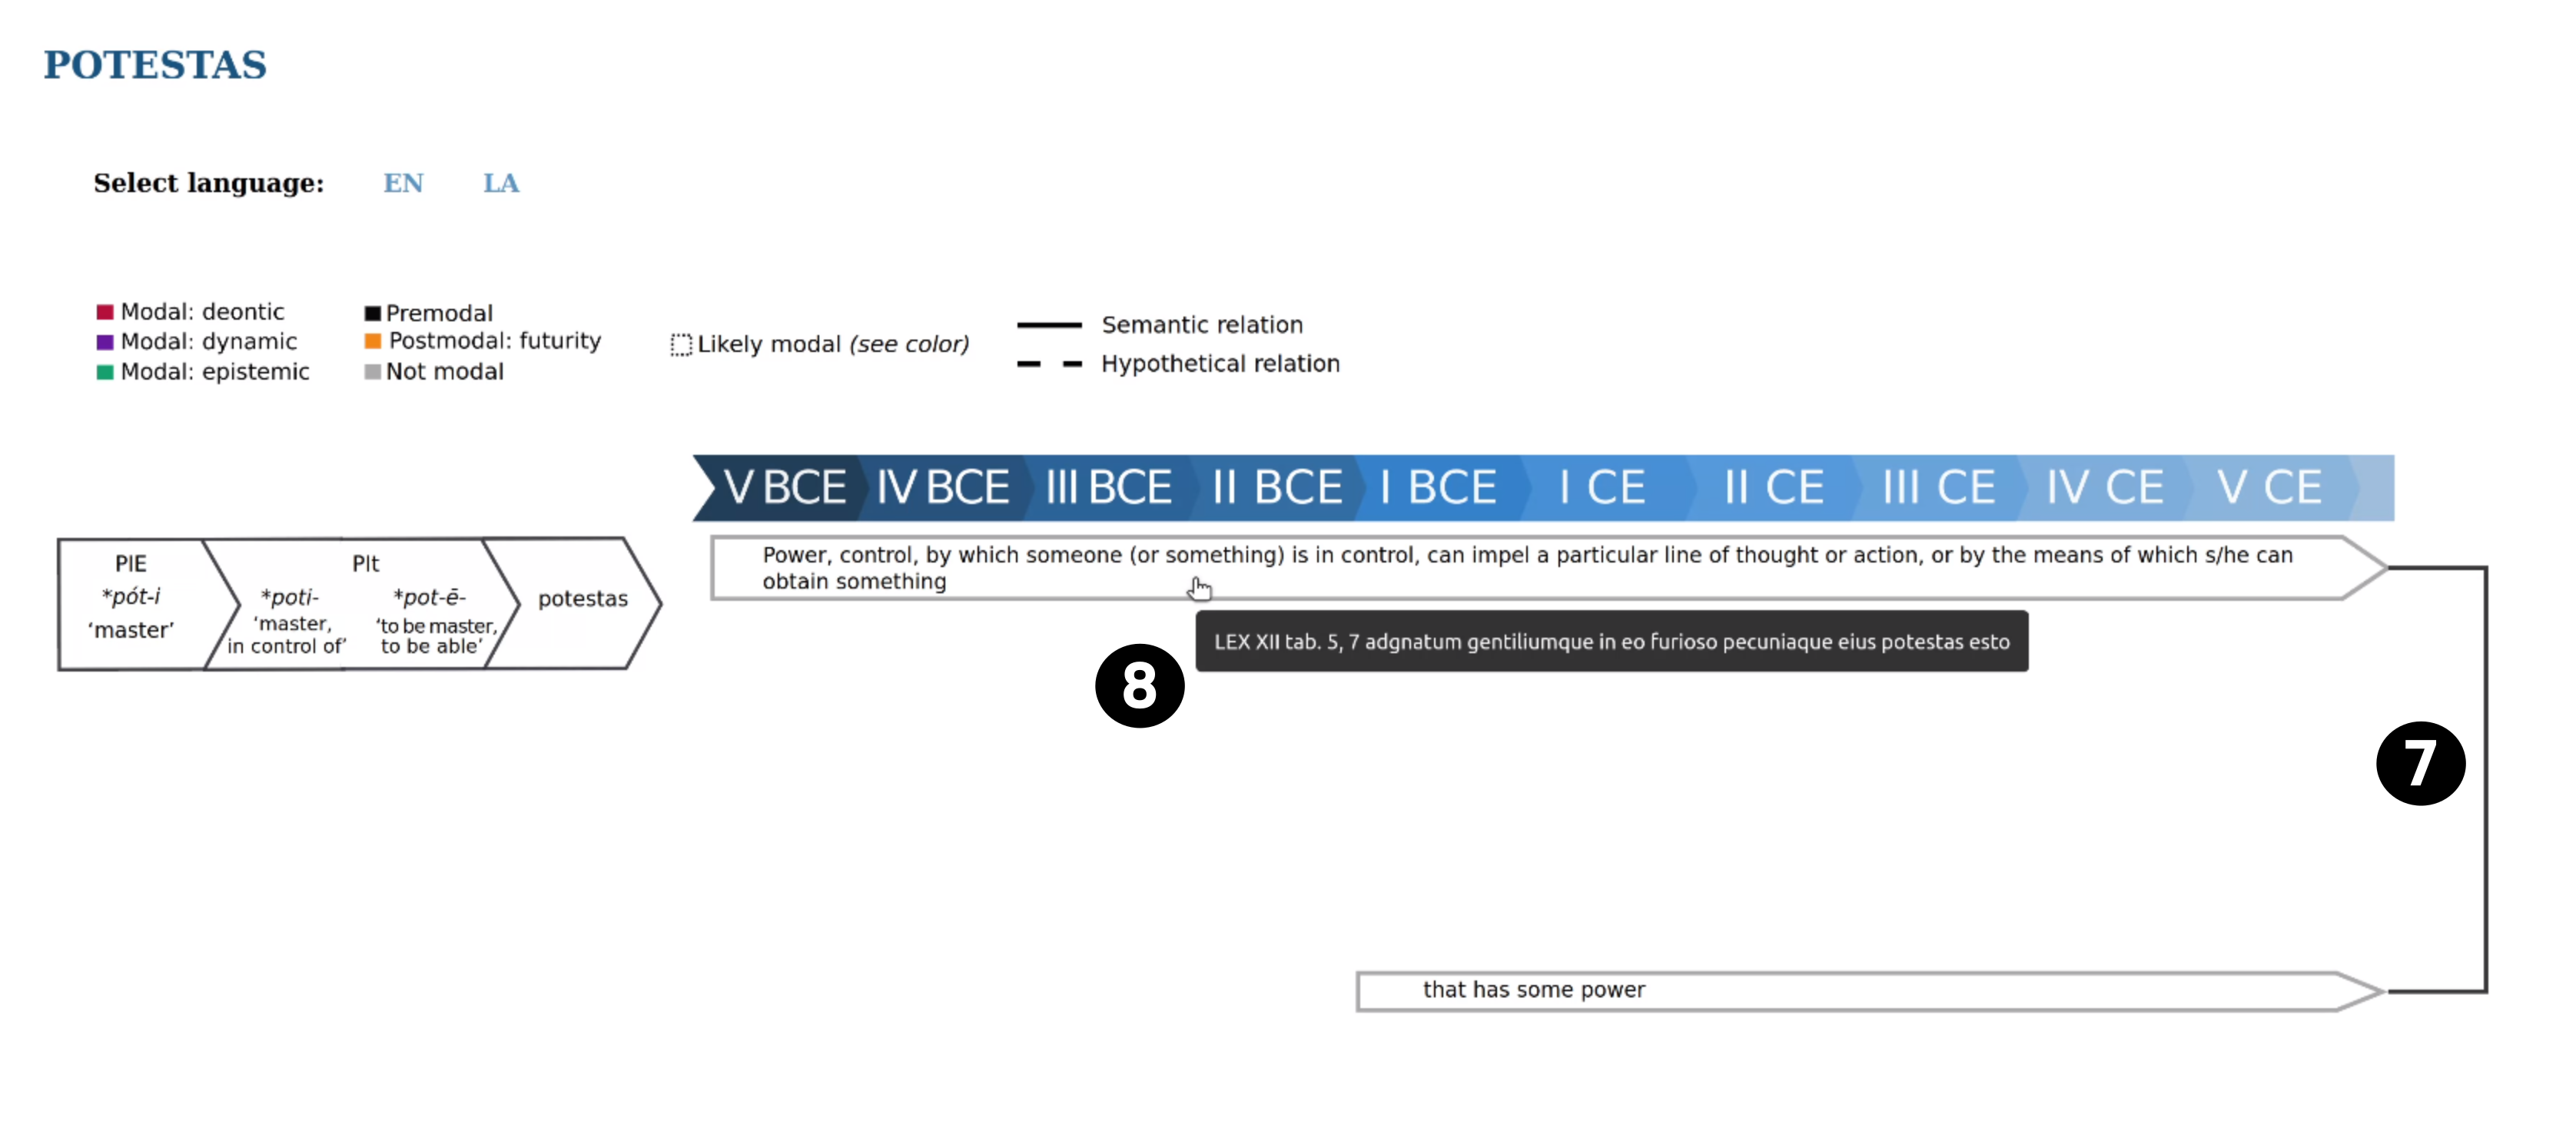 POTESTAS
Select language: EN LA
Modal: deontic
Modal: dynamic
Modal: epistemic
Premodal
Postmodal: futurity
Not modal
Likely modal (see color)
Semantic relation
Hypothetical relation
V BCE IV BCE III BCE II BCE I BCE I CE II CE III CE IV CE V CE
PIE
*pót-i
‘master’
PIt
*poti-
‘master,
in control of’
*pot-ē-
‘to be master,
to be able’
potestas
Power, control, by which someone (or something) is in control, can impel a particular line of thought or action, or by the means of which s/he can
obtain something
LEX XII tab. 5, 7 adgnatum gentiliumque in eo furioso pecuniaque eius potestas esto
8
7
that has some power